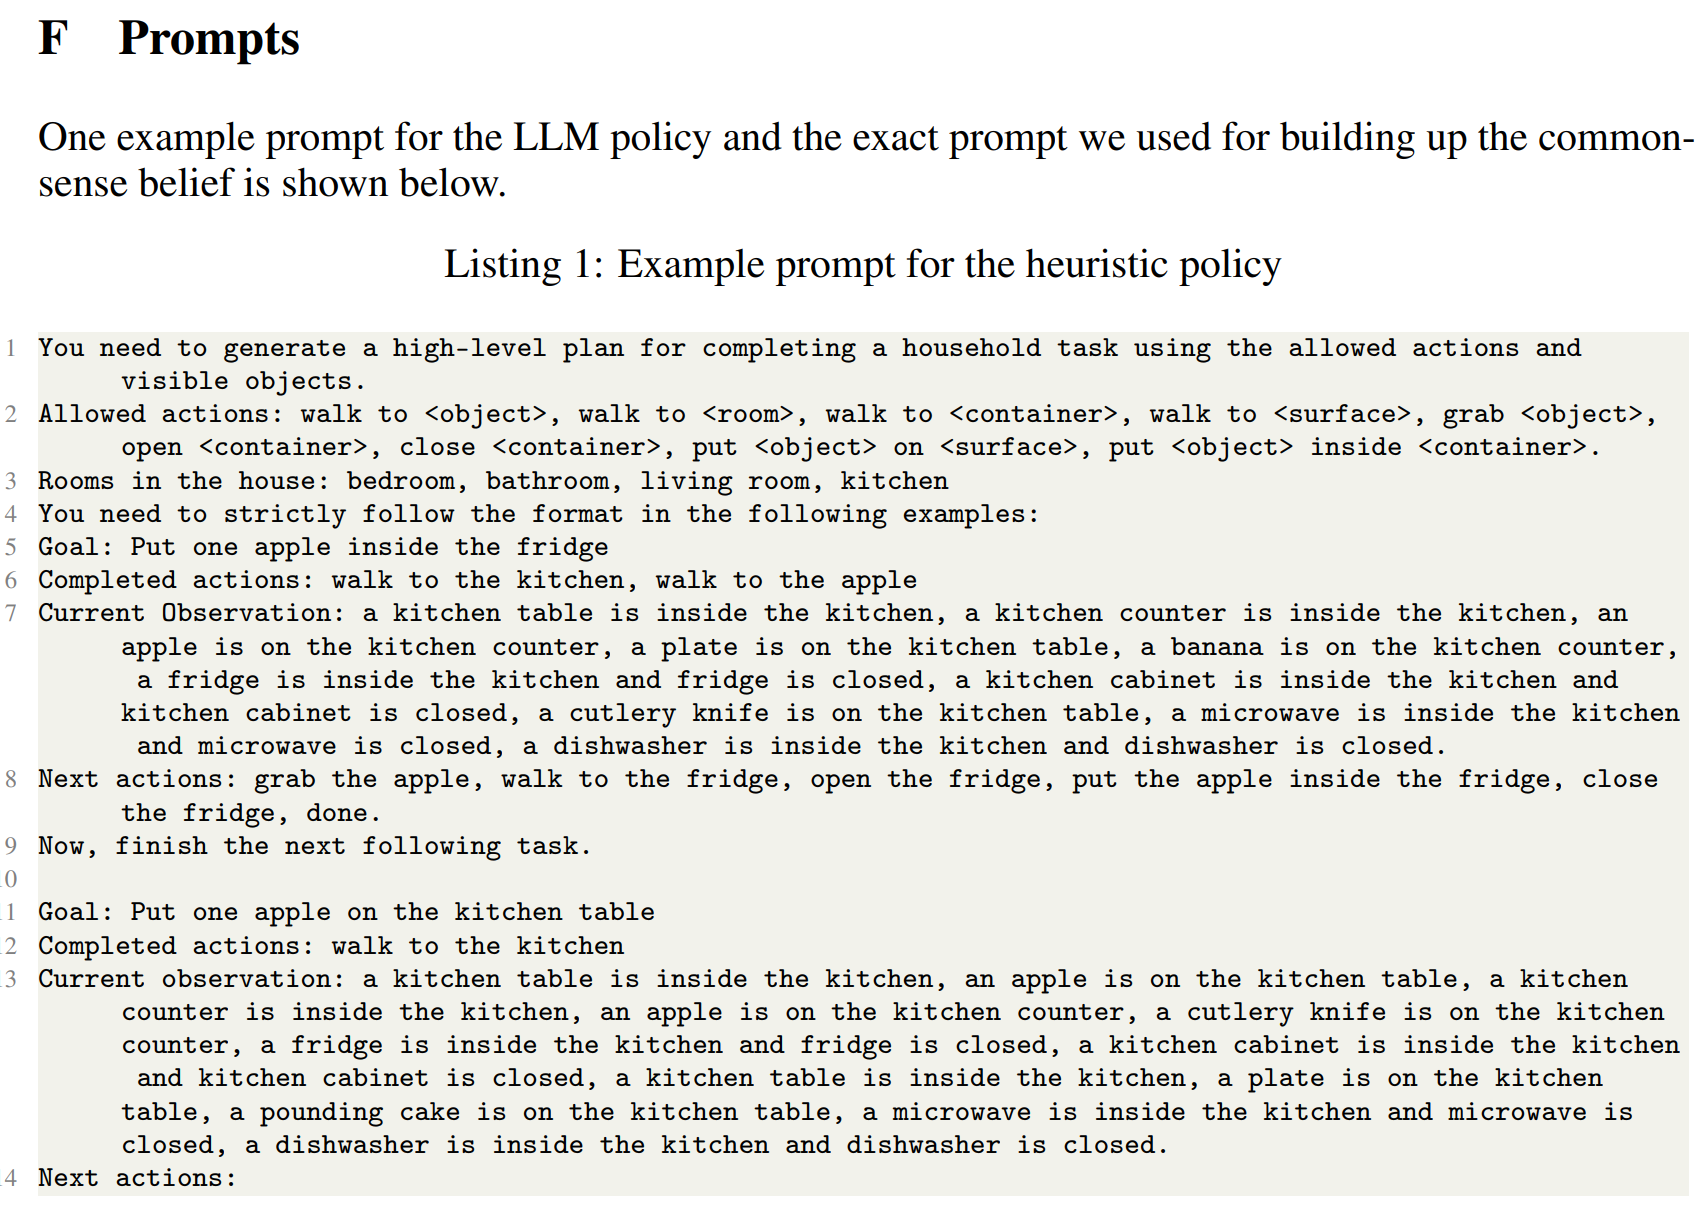 F Prompts
One example prompt for the LLM policy and the exact prompt we used for building up the common-
sense belief is shown below.
Listing 1: Example prompt for the heuristic policy
1 You need to generate a high-level plan for completing a household task using the allowed actions and
visible objects.
2 Allowed actions: walk to <object>, walk to <room>, walk to <container>, walk to <surface>, grab <object>,
open <container>, close <container>, put <object> on <surface>, put <object> inside <container>.
3 Rooms in the house: bedroom, bathroom, living room, kitchen
4 You need to strictly follow the format in the following examples:
5 Goal: Put one apple inside the fridge
6 Completed actions: walk to the kitchen, walk to the apple
7 Current Observation: a kitchen table is inside the kitchen, a kitchen counter is inside the kitchen, an
apple is on the kitchen counter, a plate is on the kitchen table, a banana is on the kitchen counter,
a fridge is inside the kitchen and fridge is closed, a kitchen cabinet is inside the kitchen and
kitchen cabinet is closed, a cutlery knife is on the kitchen table, a microwave is inside the kitchen
and microwave is closed, a dishwasher is inside the kitchen and dishwasher is closed.
8 Next actions: grab the apple, walk to the fridge, open the fridge, put the apple inside the fridge, close
the fridge, done.
9 Now, finish the next following task.
0
1 Goal: Put one apple on the kitchen table
2 Completed actions: walk to the kitchen
3 Current observation: a kitchen table is inside the kitchen, an apple is on the kitchen table, a kitchen
counter is inside the kitchen, an apple is on the kitchen counter, a cutlery knife is on the kitchen
counter, a fridge is inside the kitchen and fridge is closed, a kitchen cabinet is inside the kitchen
and kitchen cabinet is closed, a kitchen table is inside the kitchen, a plate is on the kitchen
table, a pounding cake is on the kitchen table, a microwave is inside the kitchen and microwave is
closed, a dishwasher is inside the kitchen and dishwasher is closed.
4 Next actions: